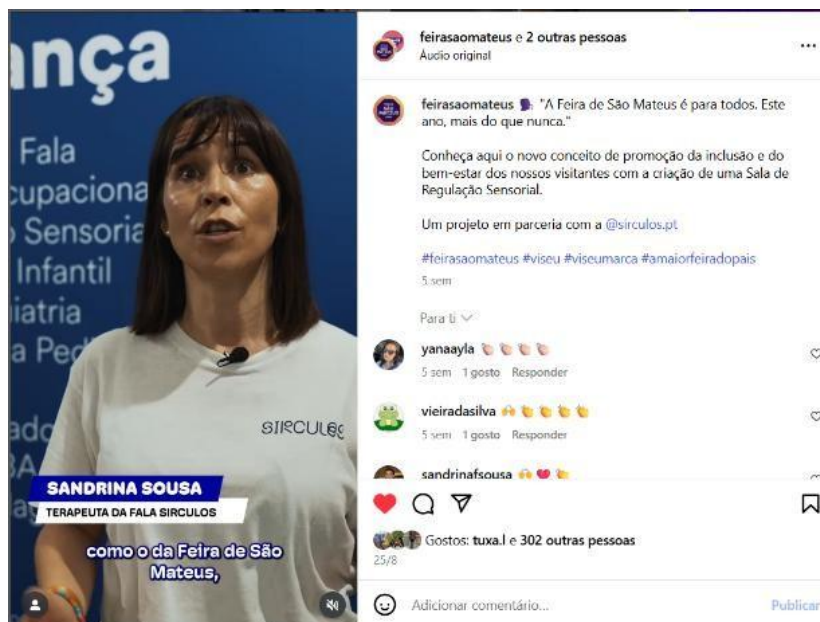 ança
Fala
cupaciona
Sensoria
Infantil
iatria
a Ped
ado
BA
SIRCULOS
SANDRINA SOUSA
TERAPEUTA DA FALA SIRCULOS
como o da Feira de São
Mateus,
feirasaomateus e 2 outras pessoas
Áudio original
feirasaomateus 🗣 "A Feira de São Mateus é para todos. Este
ano, mais do que nunca."
Conheça aqui o novo conceito de promoção da inclusão e do
bem-estar dos nossos visitantes com a criação de uma Sala de
Regulação Sensorial.
Um projeto em parceria com a @sirculos.pt
#feirasaomateus #viseu #viseumarca #amaiorfeiradopais
5 sem
Para ti
yanaayla 👏🏻👏🏻👏🏻👏🏻
5 sem 1 gosto Responder
vieiradasilva 🙌👏👏👏👏
5 sem 1 gosto Responder
sandrinafsousa 🙌❤️👏
Gostos: tuxa.l e 302 outras pessoas
25/8
Adicionar comentário...
Publicar